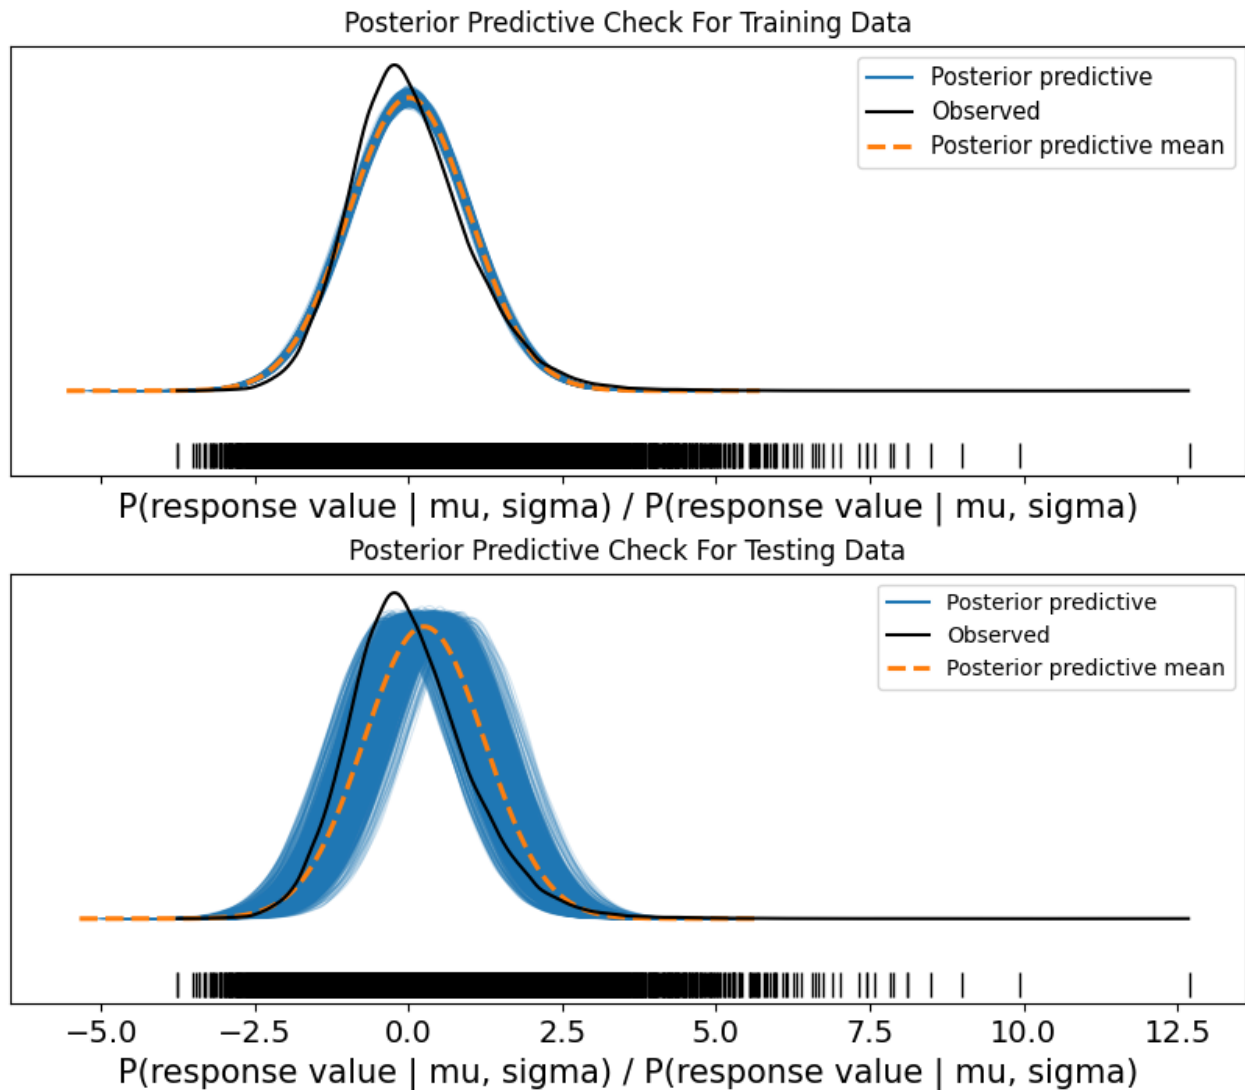 Posterior Predictive Check For Training Data
Posterior predictive
Observed
Posterior predictive mean
P(response value | mu, sigma) / P(response value | mu, sigma)
Posterior Predictive Check For Testing Data
Posterior predictive
Observed
Posterior predictive mean
−5.0 −2.5 0.0 2.5 5.0 7.5 10.0 12.5
P(response value | mu, sigma) / P(response value | mu, sigma)